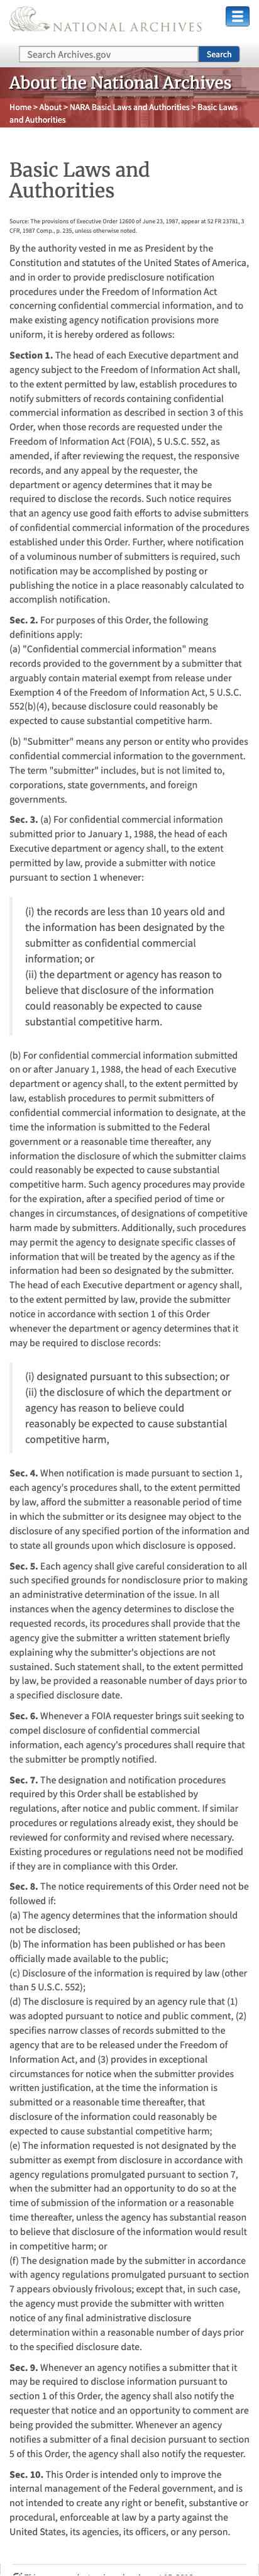 NATIONAL ARCHIVES
Search Archives.gov
Search
About the National Archives
Home > About > NARA Basic Laws and Authorities > Basic Laws
and Authorities
Basic Laws and
Authorities
Source: The provisions of Executive Order 12600 of June 23, 1987, appear at 52 FR 23781, 3
CFR, 1987 Comp., p. 235, unless otherwise noted.
By the authority vested in me as President by the
Constitution and statutes of the United States of America,
and in order to provide predisclosure notification
procedures under the Freedom of Information Act
concerning confidential commercial information, and to
make existing agency notification provisions more
uniform, it is hereby ordered as follows:
Section 1. The head of each Executive department and
agency subject to the Freedom of Information Act shall,
to the extent permitted by law, establish procedures to
notify submitters of records containing confidential
commercial information as described in section 3 of this
Order, when those records are requested under the
Freedom of Information Act (FOIA), 5 U.S.C. 552, as
amended, if after reviewing the request, the responsive
records, and any appeal by the requester, the
department or agency determines that it may be
required to disclose the records. Such notice requires
that an agency use good faith efforts to advise submitters
of confidential commercial information of the procedures
established under this Order. Further, where notification
of a voluminous number of submitters is required, such
notification may be accomplished by posting or
publishing the notice in a place reasonably calculated to
accomplish notification.
Sec. 2. For purposes of this Order, the following
definitions apply:
(a) "Confidential commercial information" means
records provided to the government by a submitter that
arguably contain material exempt from release under
Exemption 4 of the Freedom of Information Act, 5 U.S.C.
552(b)(4), because disclosure could reasonably be
expected to cause substantial competitive harm.
(b) "Submitter" means any person or entity who provides
confidential commercial information to the government.
The term "submitter" includes, but is not limited to,
corporations, state governments, and foreign
governments.
Sec. 3. (a) For confidential commercial information
submitted prior to January 1, 1988, the head of each
Executive department or agency shall, to the extent
permitted by law, provide a submitter with notice
pursuant to section 1 whenever:
(i) the records are less than 10 years old and
the information has been designated by the
submitter as confidential commercial
information; or
(ii) the department or agency has reason to
believe that disclosure of the information
could reasonably be expected to cause
substantial competitive harm.
(b) For confidential commercial information submitted
on or after January 1, 1988, the head of each Executive
department or agency shall, to the extent permitted by
law, establish procedures to permit submitters of
confidential commercial information to designate, at the
time the information is submitted to the Federal
government or a reasonable time thereafter, any
information the disclosure of which the submitter claims
could reasonably be expected to cause substantial
competitive harm. Such agency procedures may provide
for the expiration, after a specified period of time or
changes in circumstances, of designations of competitive
harm made by submitters. Additionally, such procedures
may permit the agency to designate specific classes of
information that will be treated by the agency as if the
information had been so designated by the submitter.
The head of each Executive department or agency shall,
to the extent permitted by law, provide the submitter
notice in accordance with section 1 of this Order
whenever the department or agency determines that it
may be required to disclose records:
(i) designated pursuant to this subsection; or
(ii) the disclosure of which the department or
agency has reason to believe could
reasonably be expected to cause substantial
competitive harm,
Sec. 4. When notification is made pursuant to section 1,
each agency's procedures shall, to the extent permitted
by law, afford the submitter a reasonable period of time
in which the submitter or its designee may object to the
disclosure of any specified portion of the information and
to state all grounds upon which disclosure is opposed.
Sec. 5. Each agency shall give careful consideration to all
such specified grounds for nondisclosure prior to making
an administrative determination of the issue. In all
instances when the agency determines to disclose the
requested records, its procedures shall provide that the
agency give the submitter a written statement briefly
explaining why the submitter's objections are not
sustained. Such statement shall, to the extent permitted
by law, be provided a reasonable number of days prior to
a specified disclosure date.
Sec. 6. Whenever a FOIA requester brings suit seeking to
compel disclosure of confidential commercial
information, each agency's procedures shall require that
the submitter be promptly notified.
Sec. 7. The designation and notification procedures
required by this Order shall be established by
regulations, after notice and public comment. If similar
procedures or regulations already exist, they should be
reviewed for conformity and revised where necessary.
Existing procedures or regulations need not be modified
if they are in compliance with this Order.
Sec. 8. The notice requirements of this Order need not be
followed if:
(a) The agency determines that the information should
not be disclosed;
(b) The information has been published or has been
officially made available to the public;
(c) Disclosure of the information is required by law (other
than 5 U.S.C. 552);
(d) The disclosure is required by an agency rule that (1)
was adopted pursuant to notice and public comment, (2)
specifies narrow classes of records submitted to the
agency that are to be released under the Freedom of
Information Act, and (3) provides in exceptional
circumstances for notice when the submitter provides
written justification, at the time the information is
submitted or a reasonable time thereafter, that
disclosure of the information could reasonably be
expected to cause substantial competitive harm;
(e) The information requested is not designated by the
submitter as exempt from disclosure in accordance with
agency regulations promulgated pursuant to section 7,
when the submitter had an opportunity to do so at the
time of submission of the information or a reasonable
time thereafter, unless the agency has substantial reason
to believe that disclosure of the information would result
in competitive harm; or
(f) The designation made by the submitter in accordance
with agency regulations promulgated pursuant to section
7 appears obviously frivolous; except that, in such case,
the agency must provide the submitter with written
notice of any final administrative disclosure
determination within a reasonable number of days prior
to the specified disclosure date.
Sec. 9. Whenever an agency notifies a submitter that it
may be required to disclose information pursuant to
section 1 of this Order, the agency shall also notify the
requester that notice and an opportunity to comment are
being provided the submitter. Whenever an agency
notifies a submitter of a final decision pursuant to section
5 of this Order, the agency shall also notify the requester.
Sec. 10. This Order is intended only to improve the
internal management of the Federal government, and is
not intended to create any right or benefit, substantive or
procedural, enforceable at law by a party against the
United States, its agencies, its officers, or any person.